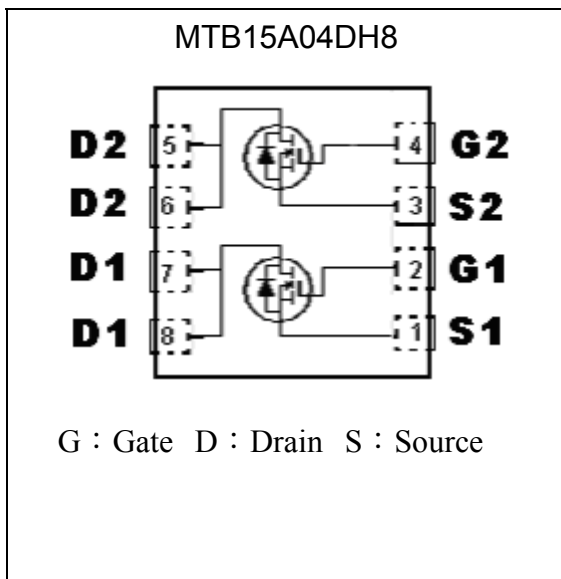 MTB15A04DH8
D2 5 4 G2
D2 6 3 S2
D1 7 2 G1
D1 8 1 S1
G：Gate D：Drain S：Source